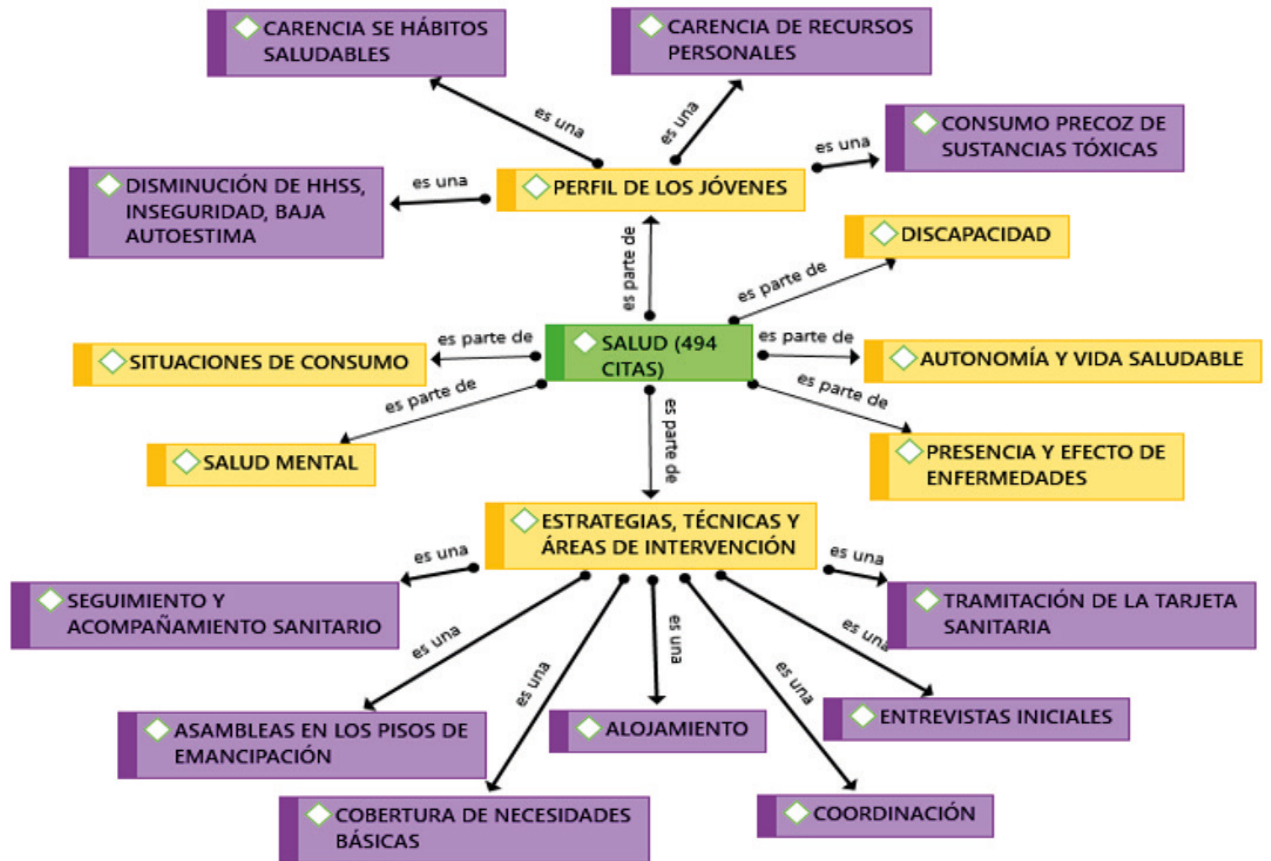 CARENCIA SE HÁBITOS
SALUDABLES
CARENCIA DE RECURSOS
PERSONALES
es una
es una
CONSUMO PRECOZ DE
SUSTANCIAS TÓXICAS
es una
DISMINUCIÓN DE HHSS,
INSEGURIDAD, BAJA
AUTOESTIMA
es una
PERFIL DE LOS JÓVENES
DISCAPACIDAD
es parte de
es parte de
SITUACIONES DE CONSUMO
es parte de
SALUD (494
CITAS)
es parte de
AUTONOMÍA Y VIDA SALUDABLE
es parte de
es parte de
es parte de
SALUD MENTAL
PRESENCIA Y EFECTO DE
ENFERMEDADES
ESTRATEGIAS, TÉCNICAS Y
ÁREAS DE INTERVENCIÓN
es una
es una
SEGUIMIENTO Y
ACOMPAÑAMIENTO SANITARIO
TRAMITACIÓN DE LA TARJETA
SANITARIA
es una
es una
es una
es una
es una
ASAMBLEAS EN LOS PISOS DE
EMANCIPACIÓN
ALOJAMIENTO
ENTREVISTAS INICIALES
COBERTURA DE NECESIDADES
BÁSICAS
COORDINACIÓN